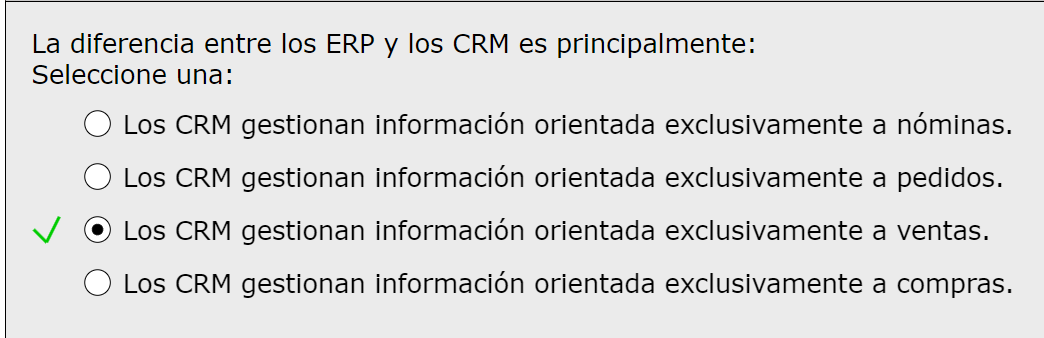 La diferencia entre los ERP y los CRM es principalmente:
Seleccione una:
Los CRM gestionan información orientada exclusivamente a nóminas.
Los CRM gestionan información orientada exclusivamente a pedidos.
Los CRM gestionan información orientada exclusivamente a ventas.
Los CRM gestionan información orientada exclusivamente a compras.